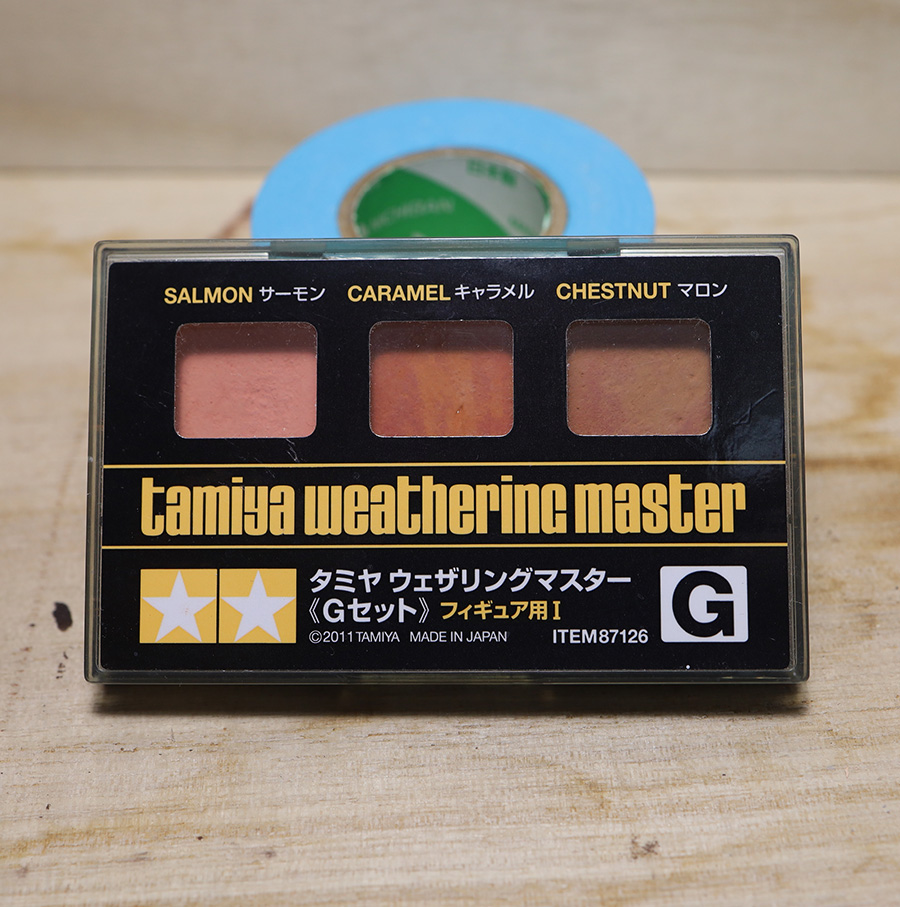 SALMON サーモン CARAMEL キャラメル CHESTNUT マロン
tamiya weathering master
タミヤ ウェザリングマスター
《Gセット》 フィギュア用I
©2011 TAMIYA MADE IN JAPAN ITEM87126
G